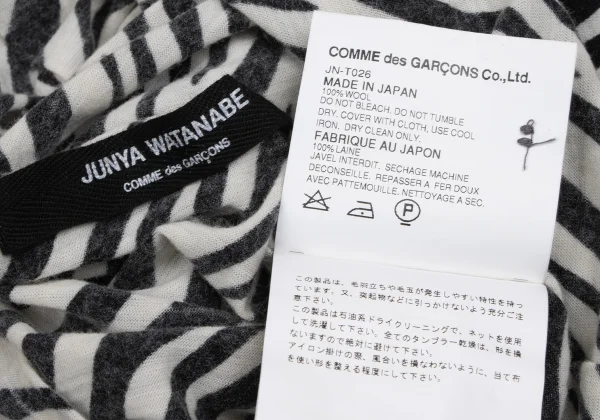 JUNYA WATANABE
COMME des GARÇONS
COMME des GARÇONS Co.,Ltd.
JN-T026
MADE IN JAPAN
100% WOOL
DO NOT BLEACH. DO NOT TUMBLE
DRY. COVER WITH CLOTH, USE COOL
IRON. DRY CLEAN ONLY.
FABRIQUE AU JAPON
100% LAINE
JAVEL INTERDIT. SECHAGE MACHINE
DECONSEILLE. REPASSER A FER DOUX
AVEC PATTEMOUILLE. NETTOYAGE A SEC.
P
この製品は、毛羽立ちや毛玉が発生しやすい特性を持っ
ています。又、突起物などに引っかけないよう充分ご注
意下さい。
この製品は石油系ドライクリーニングで、ネットを使用
して洗濯して下さい。全てのタンブラー乾燥は、形を損
ないますので絶対に避けて下さい。
アイロン掛けの際、風合いを損なわないように、当て布
を使い形を整える程度にして下さい。